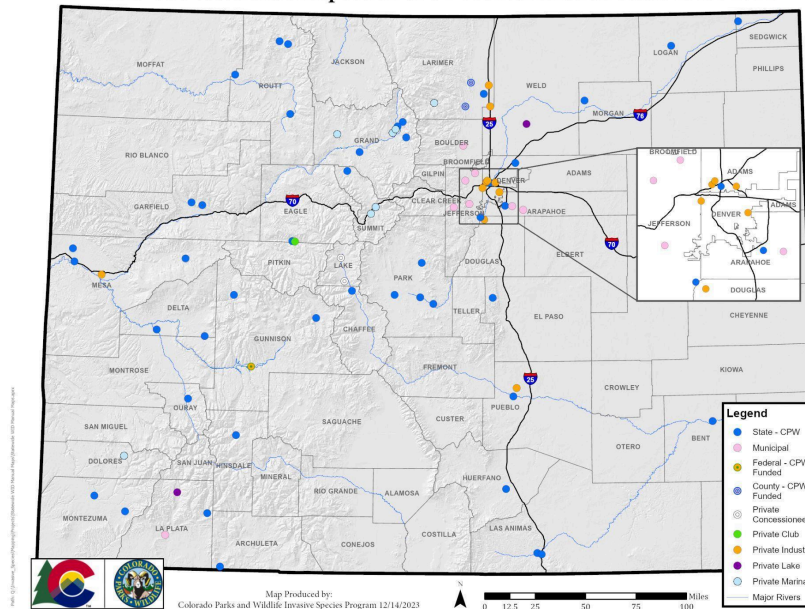 MOFFAT
ROUTT
JACKSON
LARIMER
WELD
LOGAN
SEDGWICK
PHILLIPS
MORGAN
76
25
GRAND
BOULDER
RIO BLANCO
BROOMFIELD
GILPIN
DENVER
ADAMS
CLEAR CREEK
JEFFERSON
ARAPAHOE
GARFIELD
70
EAGLE
SUMMIT
70
ELBERT
DOUGLAS
BROOMFIELD
ADAMS
JEFFERSON
DENVER
ADAMS
ARAPAHOE
DOUGLAS
MESA
PITKIN
LAKE
PARK
DELTA
GUNNISON
CHAFFEE
TELLER
EL PASO
CHEYENNE
MONTROSE
FREMONT
25
KIOWA
CROWLEY
OURAY
SAGUACHE
CUSTER
PUEBLO
SAN MIGUEL
OTERO
BENT
DOLORES
SAN JUAN
HINSDALE
MINERAL
RIO GRANDE
ALAMOSA
HUERFANO
MONTEZUMA
LA PLATA
ARCHULETA
CONEJOS
COSTILLA
LAS ANIMAS
Legend
State - CPW
Municipal
Federal - CPW
Funded
County - CPW
Funded
Private
Concessione
Private Club
Private Indust
Private Lake
Private Marina
Major Rivers
COLORADO
PARKS
WILDLIFE
Map Produced by:
Colorado Parks and Wildlife Invasive Species Program 12/14/2023
N
Miles
0 12.5 25 50 75 100